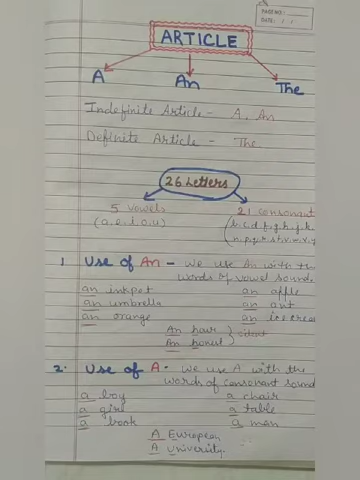 PAGE NO.:
DATE: / /
ARTICLE
A An The
Indefinite Article - A, An
Definite Article - The
26 Letters
5 vowels 21 consonant
(a,e,i,o,u) b,c,d,f,g,h,j,k,
1 Use of An - We use An with the
words of vowel sound.
an inkpot an apple
an umbrella an ant
an orange an Ice cream
An hour } silent
An honest
2. Use of A - We use A with the
words of consonant sound
a boy a chair
a girl a table
a book a man
A European
A University.